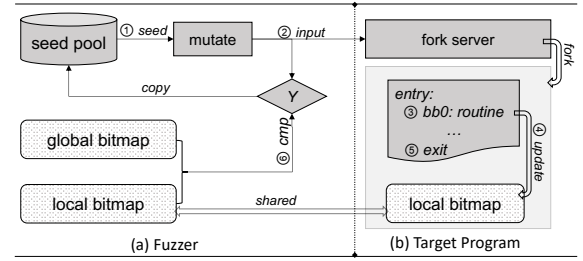 ① seed
② input
seed pool
mutate
fork server
fork
copy
Y
entry:
③ bb0: routine
...
⑤ exit
④ update
⑥ cmp
global bitmap
local bitmap
shared
local bitmap
(a) Fuzzer
(b) Target Program